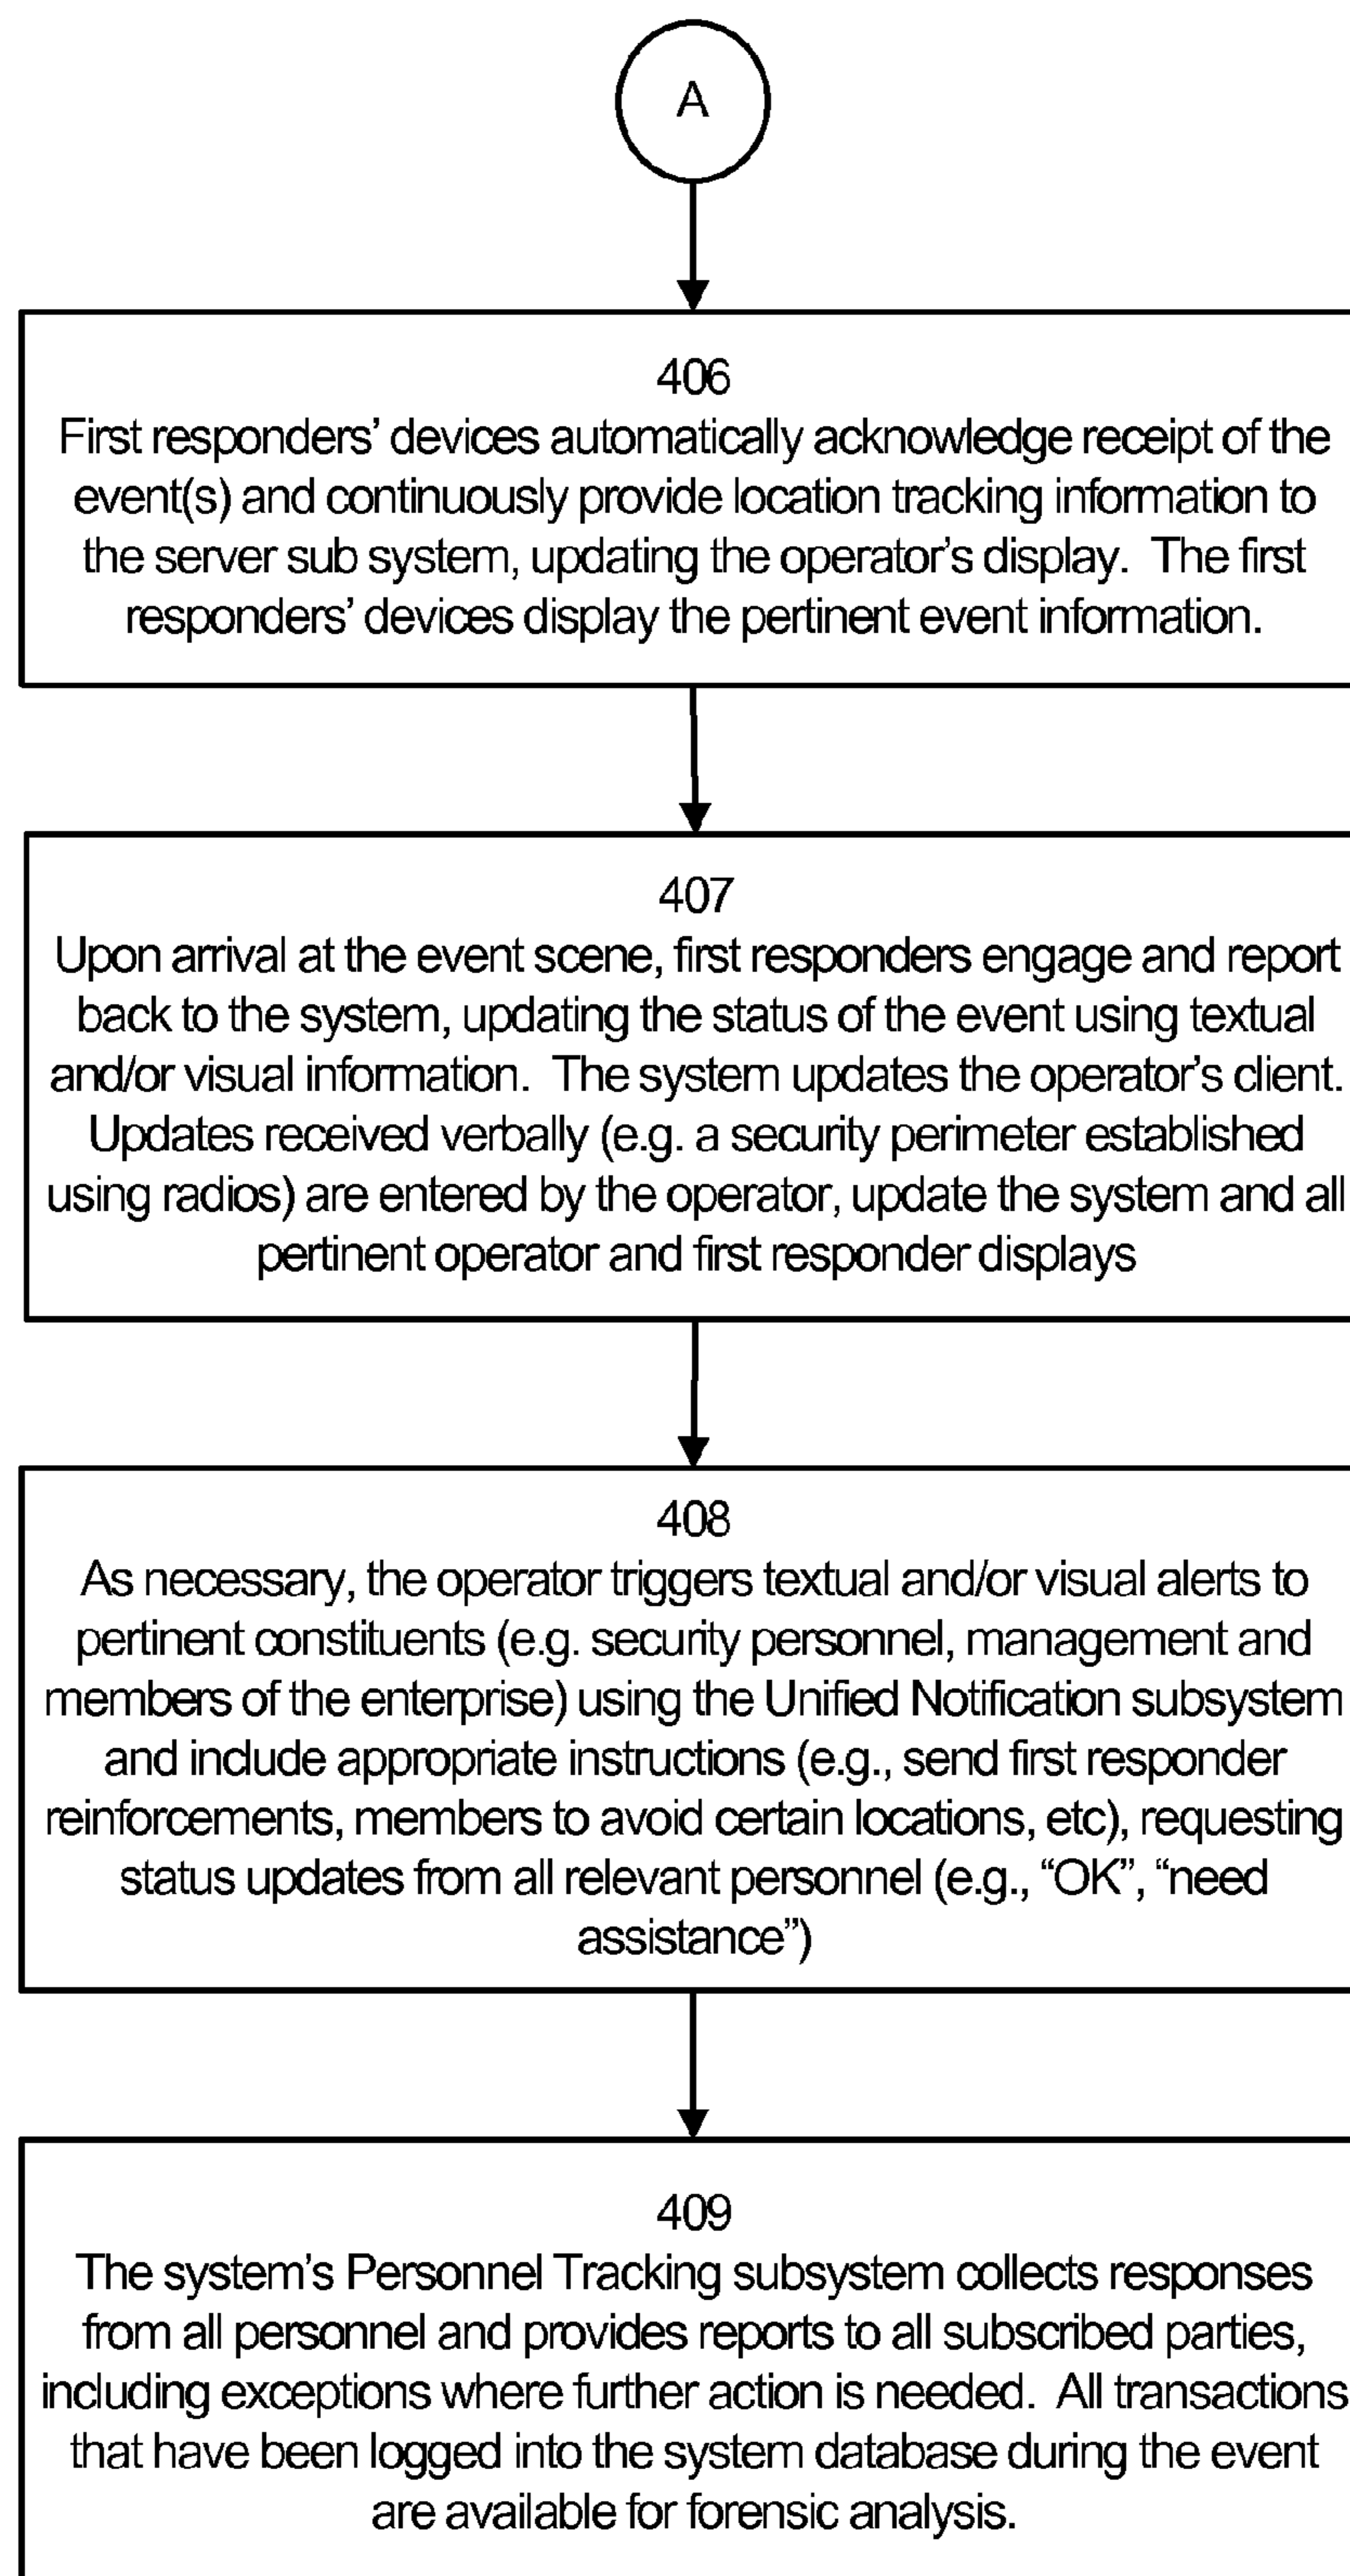 A
406
First responders’ devices automatically acknowledge receipt of the
event(s) and continuously provide location tracking information to
the server sub system, updating the operator’s display.  The first
responders’ devices display the pertinent event information.
407
Upon arrival at the event scene, first responders engage and report
back to the system, updating the status of the event using textual
and/or visual information.  The system updates the operator’s client.
Updates received verbally (e.g. a security perimeter established
using radios) are entered by the operator, update the system and all
pertinent operator and first responder displays
408
As necessary, the operator triggers textual and/or visual alerts to
pertinent constituents (e.g. security personnel, management and
members of the enterprise) using the Unified Notification subsystem
and include appropriate instructions (e.g., send first responder
reinforcements, members to avoid certain locations, etc), requesting
status updates from all relevant personnel (e.g., “OK”, “need
assistance”)
409
The system’s Personnel Tracking subsystem collects responses
from all personnel and provides reports to all subscribed parties,
including exceptions where further action is needed.  All transactions
that have been logged into the system database during the event
are available for forensic analysis.